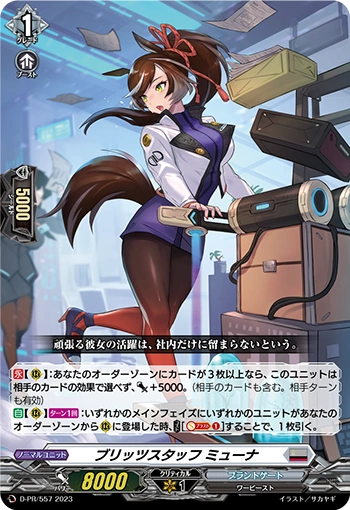 グレード
1
ブースト
5000
シールド
頑張る彼女の活躍は、社内だけに留まらないという。
【永】【(R)】:あなたのオーダーゾーンにカードが3枚以上なら、このユニットは
相手のカードの効果で選べず、+5000。(相手のカードも含む。相手ターン
も有効)
【自】【(R)】【ターン1回】:いずれかのメインフェイズにいずれかのユニットがあなたの
オーダーゾーンから(R)に登場した時、【ブラスト1】することで、1枚引く。
ノーマルユニット
ブリッツスタッフ ミューナ
パワー
8000
クリティカル
1
ブラントゲート
ワービースト
D-PR/557 2023
イラスト/サカヤギ